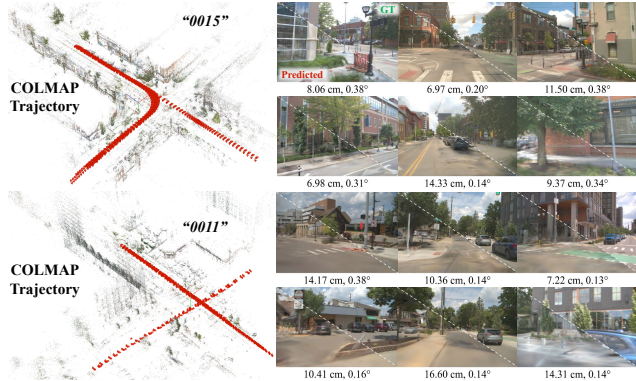 “0015”
COLMAP
Trajectory
GT
Predicted
8.06 cm, 0.38°
6.97 cm, 0.20°
11.50 cm, 0.38°
6.98 cm, 0.31°
14.33 cm, 0.14°
9.37 cm, 0.34°
“0011”
COLMAP
Trajectory
14.17 cm, 0.38°
10.36 cm, 0.14°
7.22 cm, 0.13°
10.41 cm, 0.16°
16.60 cm, 0.14°
14.31 cm, 0.14°